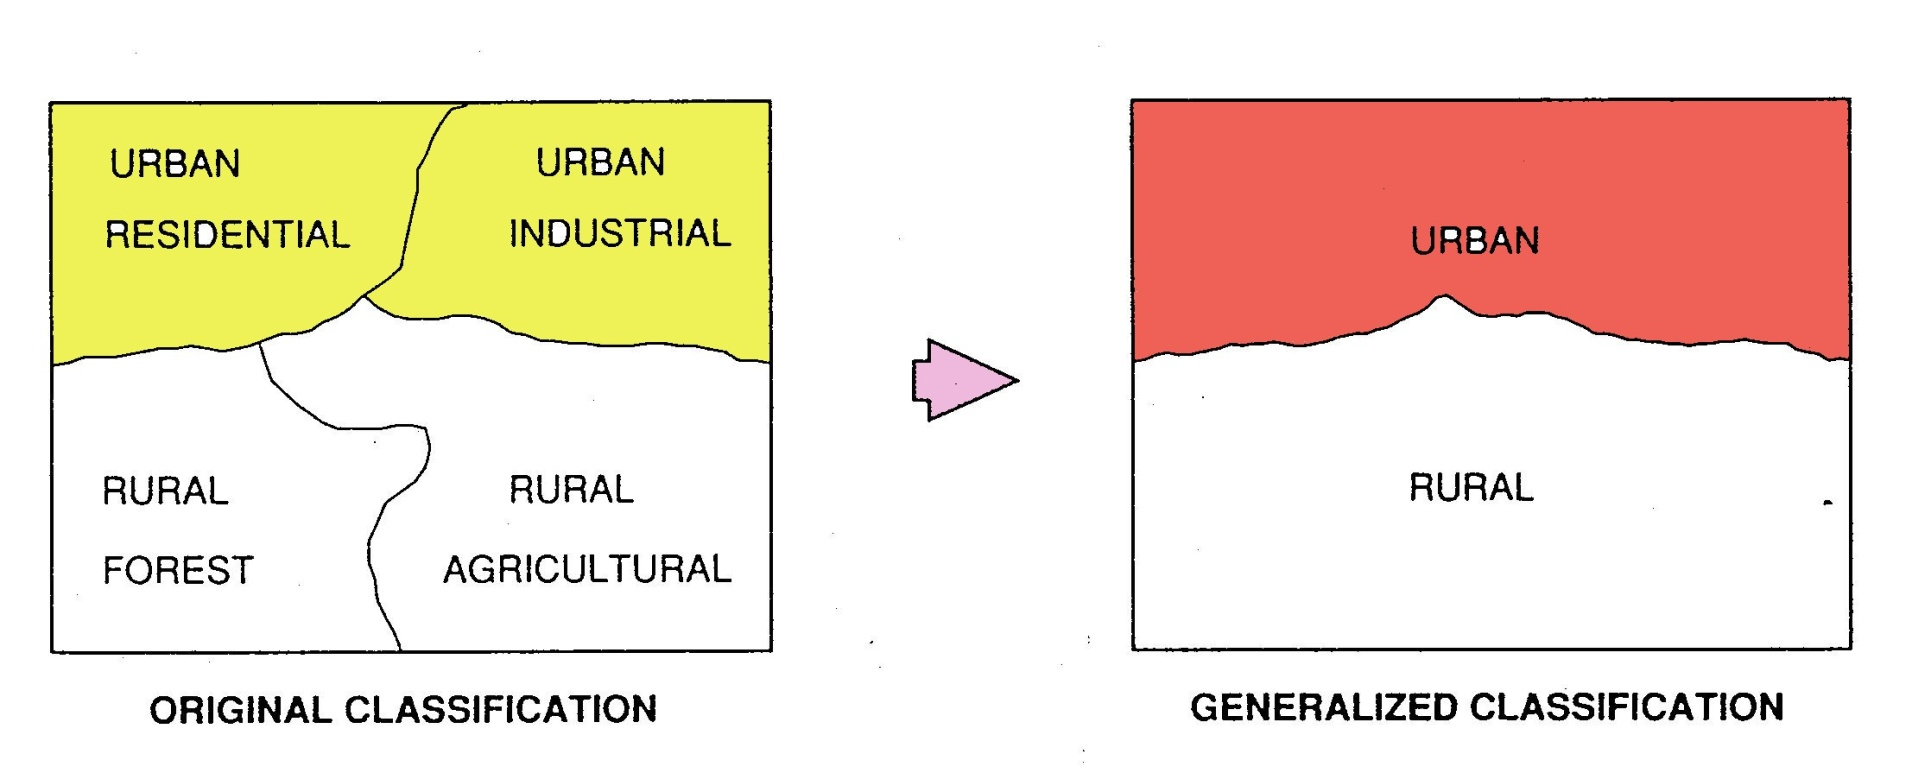 URBAN
RESIDENTIAL
URBAN
INDUSTRIAL
RURAL
FOREST
RURAL
AGRICULTURAL
ORIGINAL CLASSIFICATION
URBAN
RURAL
GENERALIZED CLASSIFICATION